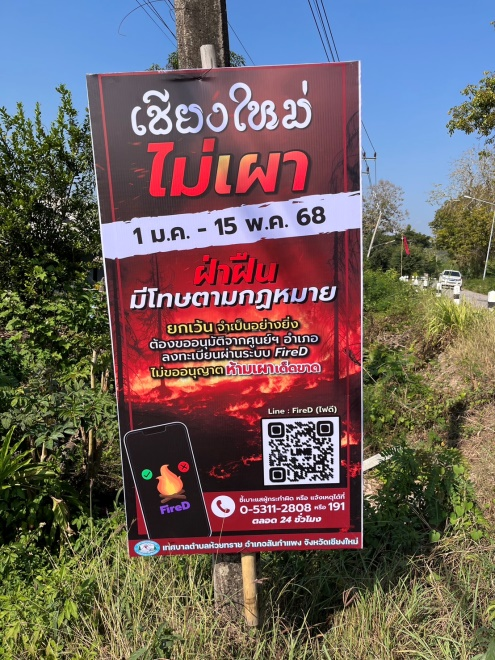 เชียงใหม่
ไม่เผา
1 ม.ค. - 15 พ.ค. 68
ฝ่าฝืน
มีโทษตามกฎหมาย
ยกเว้น จำเป็นอย่างยิ่ง
ต้องขออนุมัติจากศูนย์ฯ อำเภอ
ลงทะเบียนผ่านระบบ FireD
ไม่ขออนุญาต ห้ามเผาเด็ดขาด
Line : FireD (ไฟดี)
LINE
FireD
ชี้เบาะแสผู้กระทำผิด หรือ แจ้งเหตุได้ที่
0-5311-2808 หรือ 191
ตลอด 24 ชั่วโมง
เทศบาลตำบลห้วยทราย อำเภอสันกำแพง จังหวัดเชียงใหม่